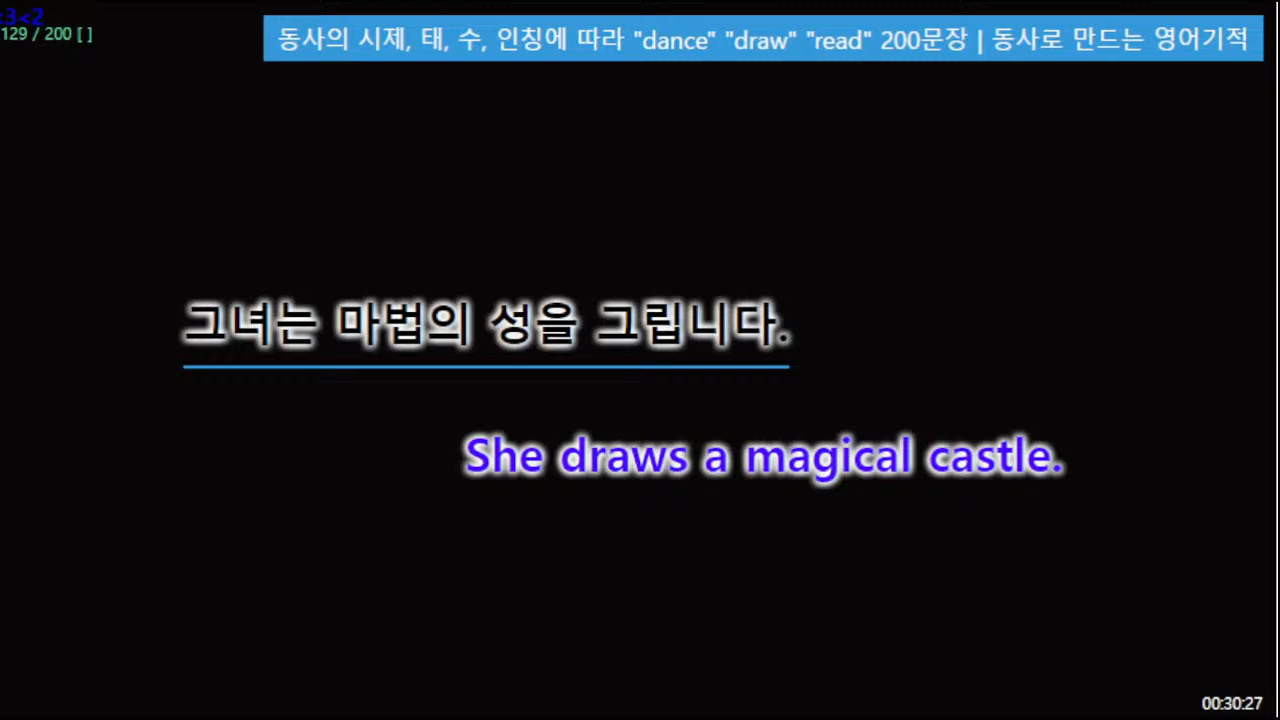 :3<2
129 / 200 [ ]
동사의 시제, 태, 수, 인칭에 따라 "dance" "draw" "read" 200문장 | 동사로 만드는 영어기적
그녀는 마법의 성을 그립니다.
She draws a magical castle.
00:30:27